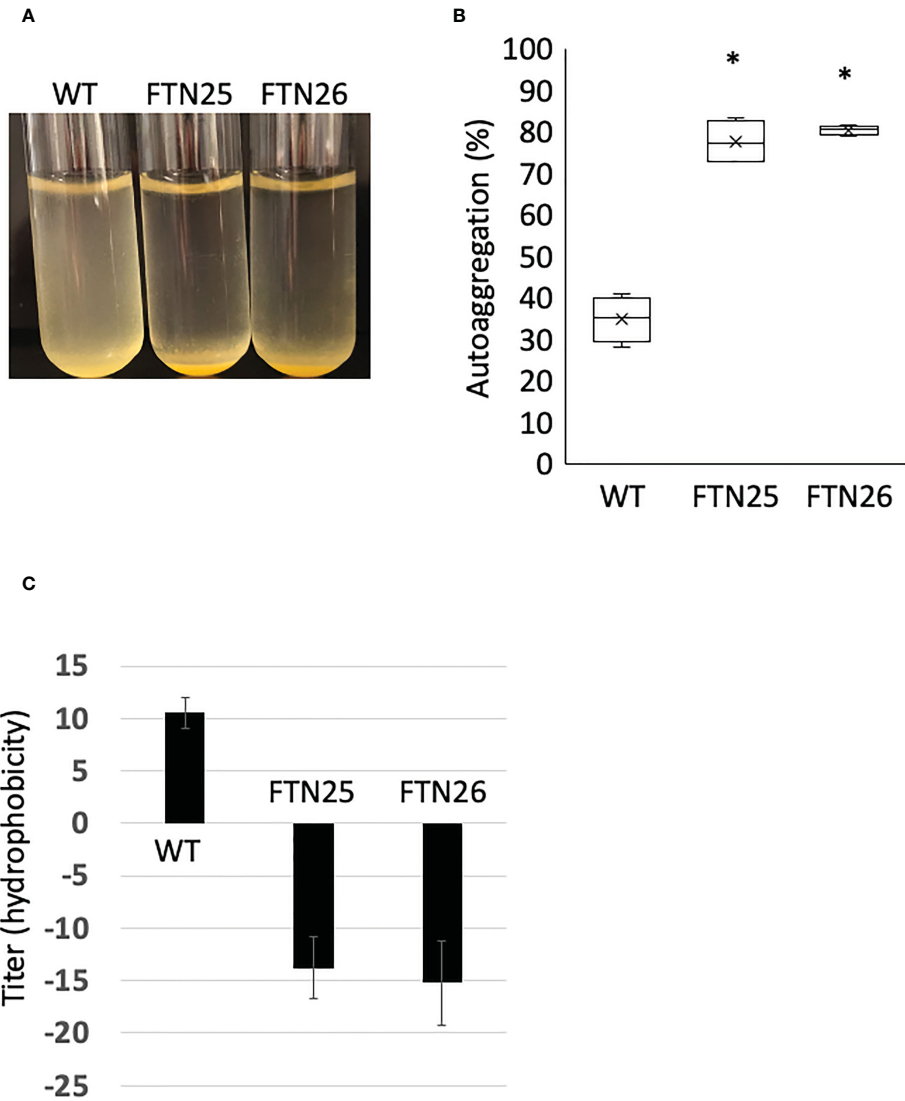 A
WT FTN25 FTN26
B
100
90
80
70
60
50
40
30
20
10
0
Autoaggregation (%)
*
*
WT FTN25 FTN26
C
15
10
5
0
-5
-10
-15
-20
-25
Titer (hydrophobicity)
FTN25 FTN26
WT